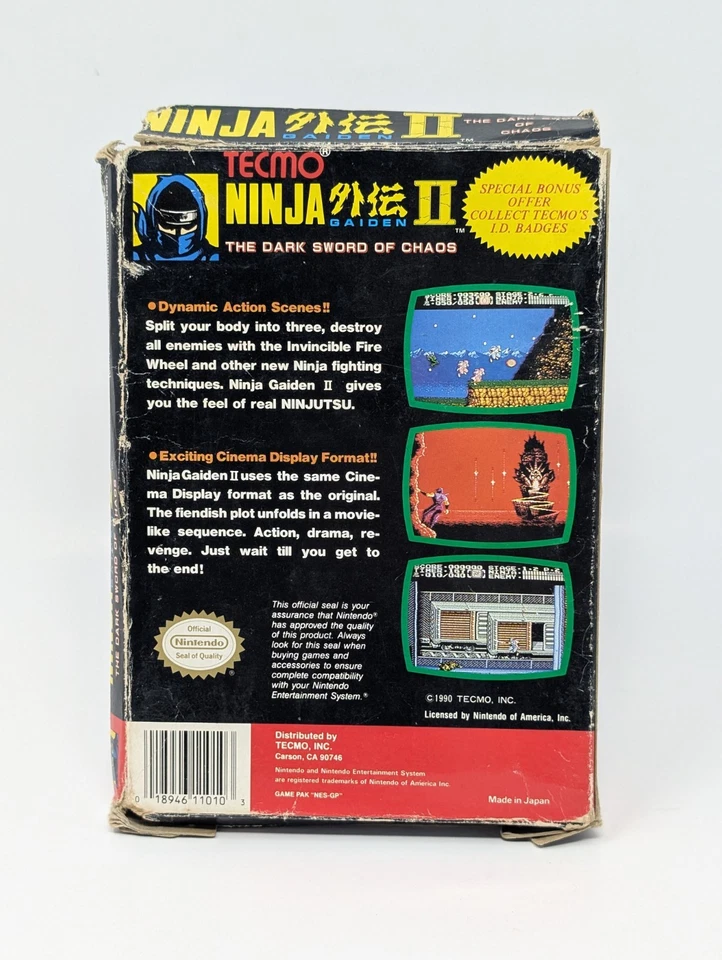 NINJA 外伝 II
GAIDEN
™
THE DARK SWORD
OF
CHAOS
TECMO®
NINJA 外伝 II
GAIDEN
™
THE DARK SWORD OF CHAOS
SPECIAL BONUS
OFFER
COLLECT TECMO'S
I.D. BADGES
●Dynamic Action Scenes!!
Split your body into three, destroy
all enemies with the Invincible Fire
Wheel and other new Ninja fighting
techniques. Ninja Gaiden II gives
you the feel of real NINJUTSU.
●Exciting Cinema Display Format!!
Ninja Gaiden II uses the same Cine-
ma Display format as the original.
The fiendish plot unfolds in a movie-
like sequence. Action, drama, re-
venge. Just wait till you get to
the end!
Official
Nintendo
Seal of Quality
This official seal is your
assurance that Nintendo®
has approved the quality
of this product. Always
look for this seal when
buying games and
accessories to ensure
complete compatibility
with your Nintendo
Entertainment System.®
©1990 TECMO, INC.
Licensed by Nintendo of America, Inc.
THE DARK SWORD OF
0 18946 11010 3
Distributed by
TECMO, INC.
Carson, CA 90746
Nintendo and Nintendo Entertainment System
are registered trademarks of Nintendo of America Inc.
GAME PAK "NES-GP"
Made in Japan